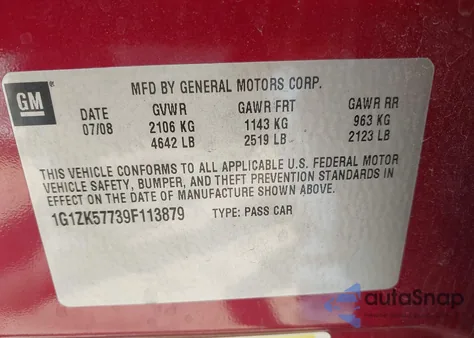 GM
MFD BY GENERAL MOTORS CORP.
DATE GVWR GAWR FRT GAWR RR
07/08 2106 KG 1143 KG 963 KG
4642 LB 2519 LB 2123 LB
THIS VEHICLE CONFORMS TO ALL APPLICABLE U.S. FEDERAL MOTOR
VEHICLE SAFETY, BUMPER, AND THEFT PREVENTION STANDARDS IN
EFFECT ON THE DATE OF MANUFACTURE SHOWN ABOVE.
1G1ZK57739F113879 TYPE: PASS CAR
autoSnap